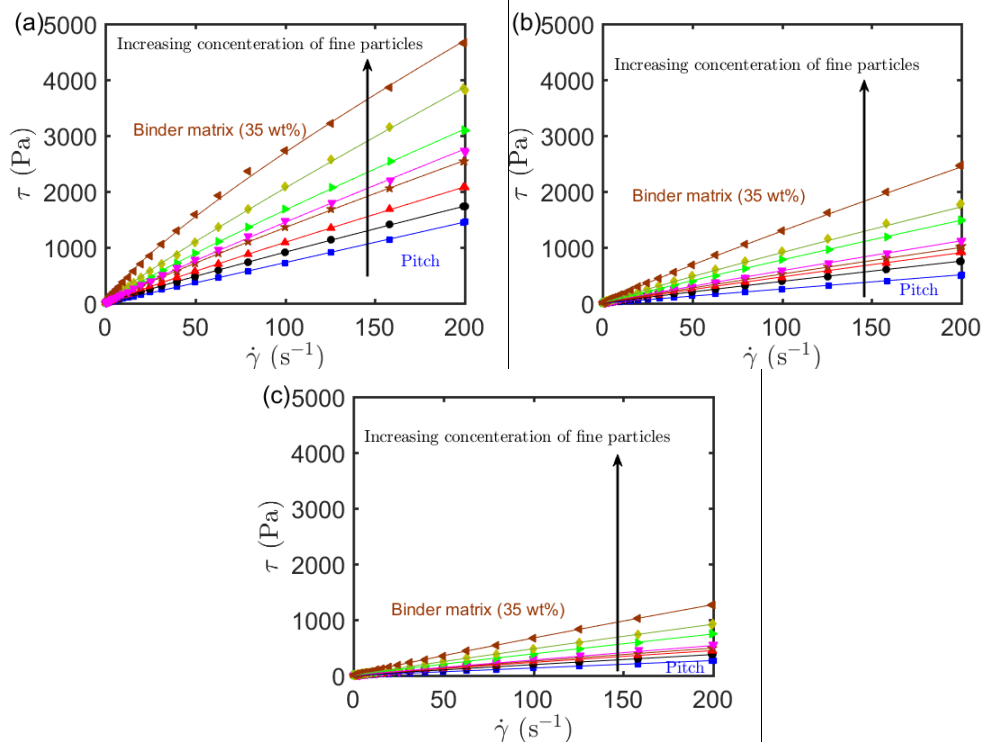 (a)
5000
4000
3000
2000
1000
0
τ (Pa)
Increasing concenteration of fine particles
Binder matrix (35 wt%)
Pitch
0 50 100 150 200
γ̇ (s⁻¹)
(b)
5000
4000
3000
2000
1000
0
τ (Pa)
Increasing concenteration of fine particles
Binder matrix (35 wt%)
Pitch
0 50 100 150 200
γ̇ (s⁻¹)
(c)
5000
4000
3000
2000
1000
0
τ (Pa)
Increasing concenteration of fine particles
Binder matrix (35 wt%)
Pitch
0 50 100 150 200
γ̇ (s⁻¹)